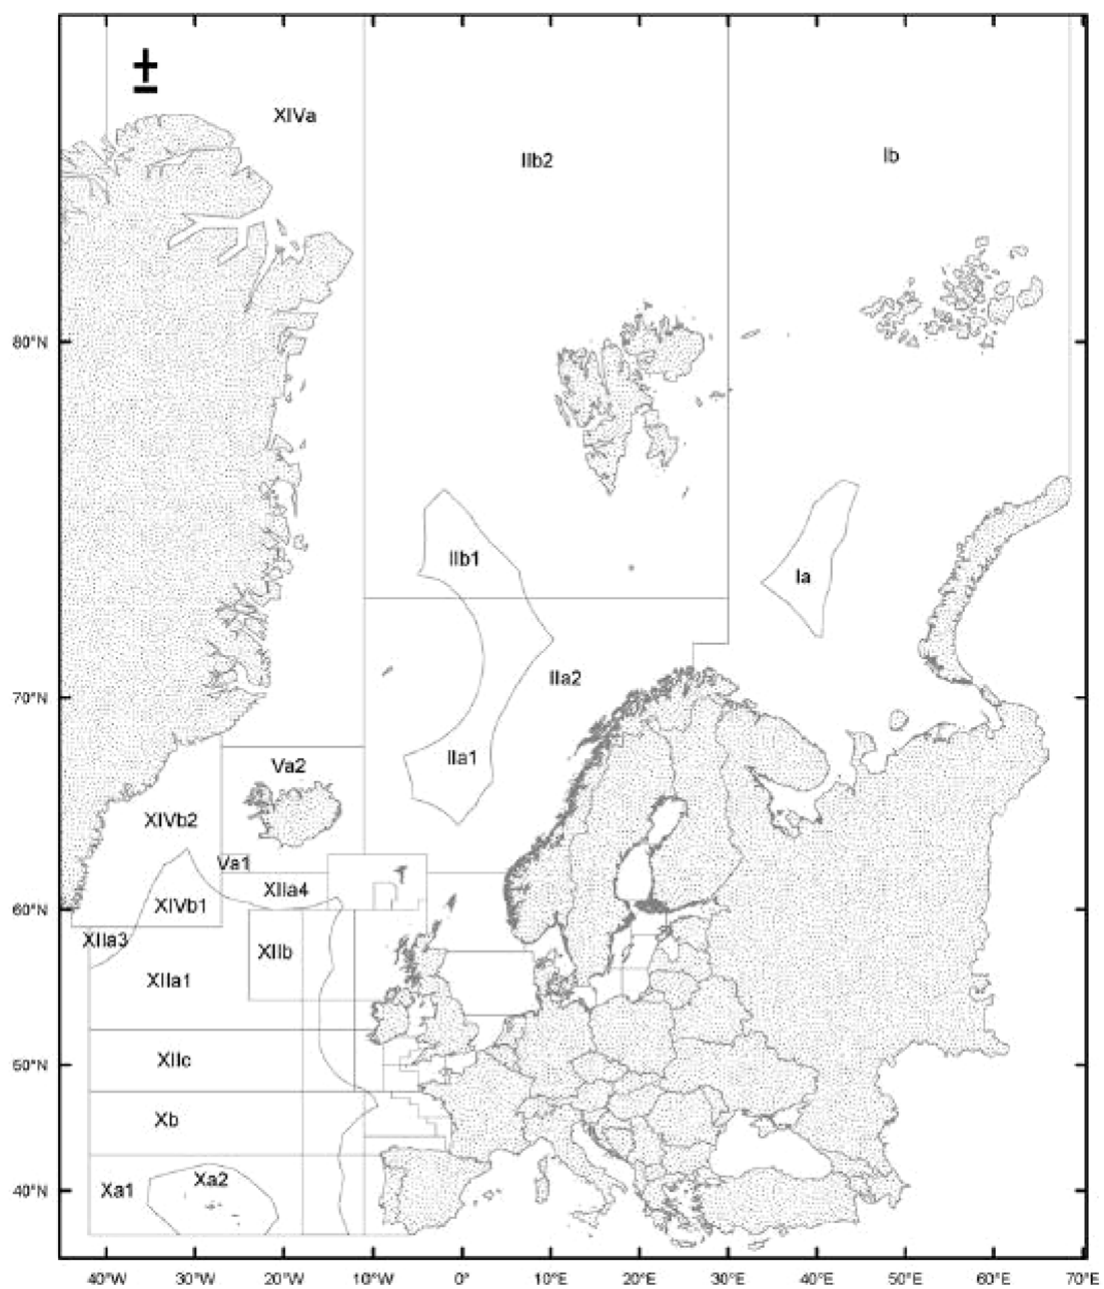 XIVa
IIb2
Ib
80°N
IIb1
Ia
70°N
IIa2
IIa1
Va2
XIVb2
Va1
XIIa4
XIVb1
60°N
XIIa3
XIIb
XIIa1
XIIc
50°N
Xb
Xa1
Xa2
40°N
40°W 30°W 20°W 10°W 0° 10°E 20°E 30°E 40°E 50°E 60°E 70°E